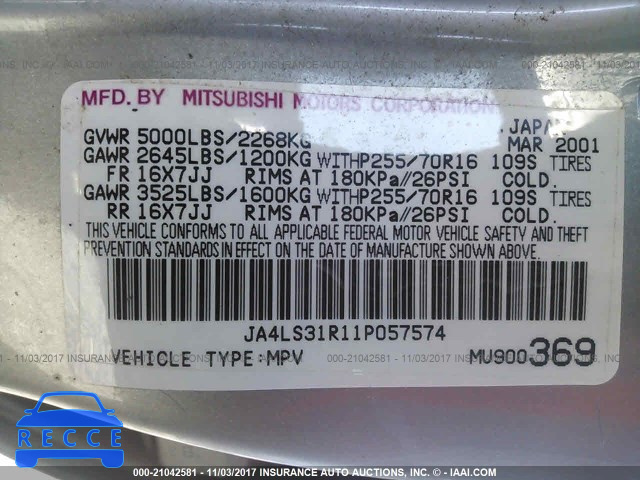 MFD. BY MITSUBISHI MOTORS CORPORATION
JAPAN
GVWR 5000LBS/2268KG MAR 2001
GAWR 2645LBS/1200KG WITHP255/70R16 109S TIRES
FR 16X7JJ RIMS AT 180KPa//26PSI COLD.
GAWR 3525LBS/1600KG WITHP255/70R16 109S TIRES
RR 16X7JJ RIMS AT 180KPa//26PSI COLD.
THIS VEHICLE CONFORMS TO ALL APPLICABLE FEDERAL MOTOR VEHICLE SAFETY AND THEFT
PREVENTION STANDARDS IN EFFECT ON THE DATE OF MANUFACTURE SHOWN ABOVE.
JA4LS31R11P057574
VEHICLE TYPE:MPV MU900369
IDEAL VIN
000-21042581 - 11/03/2017 INSURANCE AUTO AUCTIONS, INC. - ©IAAI.COM